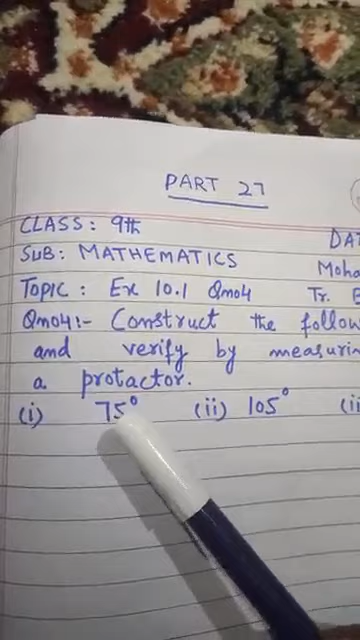 PART 27
CLASS: 9th
SUB: MATHEMATICS
TOPIC: Ex 10.1 Qno4
Qno4:- Construct the
and verify by
a protactor.
(i) 75° (ii) 105°